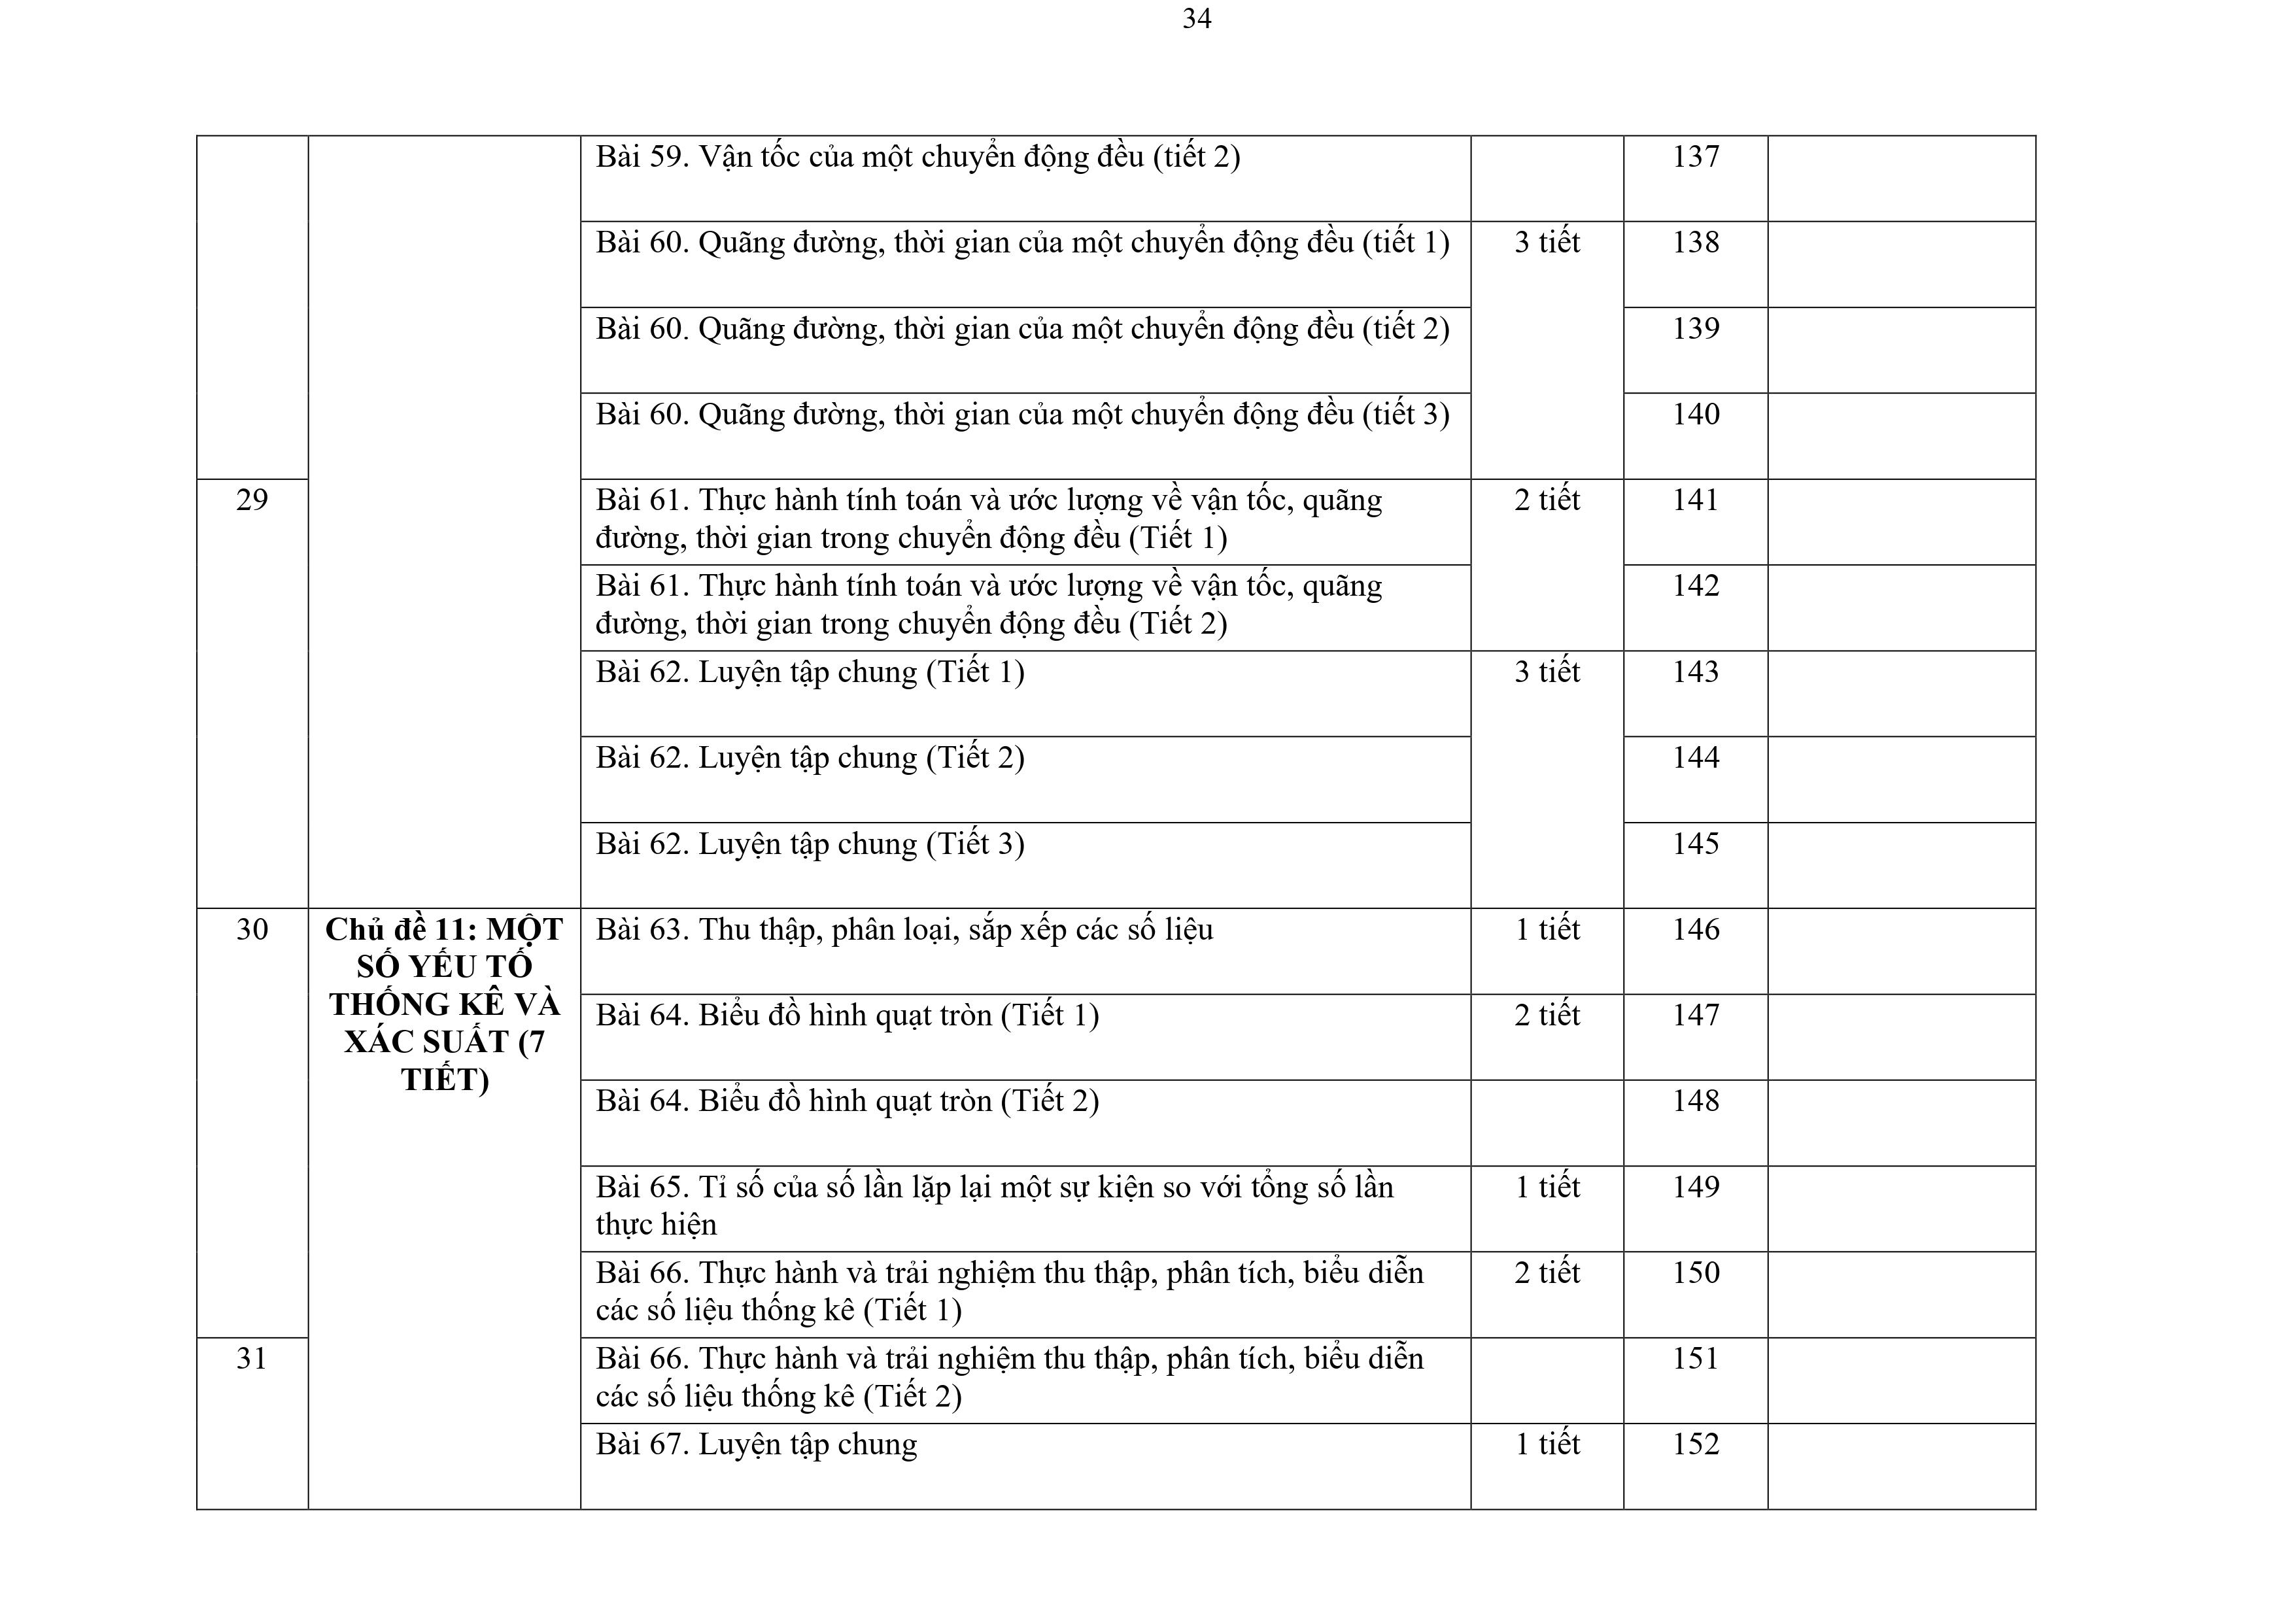 34
Bài 59. Vận tốc của một chuyển động đều (tiết 2)
137
Bài 60. Quãng đường, thời gian của một chuyển động đều (tiết 1)
3 tiết
138
Bài 60. Quãng đường, thời gian của một chuyển động đều (tiết 2)
139
Bài 60. Quãng đường, thời gian của một chuyển động đều (tiết 3)
140
29
Bài 61. Thực hành tính toán và ước lượng về vận tốc, quãng
đường, thời gian trong chuyển động đều (Tiết 1)
2 tiết
141
Bài 61. Thực hành tính toán và ước lượng về vận tốc, quãng
đường, thời gian trong chuyển động đều (Tiết 2)
142
Bài 62. Luyện tập chung (Tiết 1)
3 tiết
143
Bài 62. Luyện tập chung (Tiết 2)
144
Bài 62. Luyện tập chung (Tiết 3)
145
30
Chủ đề 11: MỘT
SỐ YẾU TỐ
THỐNG KÊ VÀ
XÁC SUẤT (7
TIẾT)
Bài 63. Thu thập, phân loại, sắp xếp các số liệu
1 tiết
146
Bài 64. Biểu đồ hình quạt tròn (Tiết 1)
2 tiết
147
Bài 64. Biểu đồ hình quạt tròn (Tiết 2)
148
Bài 65. Tỉ số của số lần lặp lại một sự kiện so với tổng số lần
thực hiện
1 tiết
149
Bài 66. Thực hành và trải nghiệm thu thập, phân tích, biểu diễn
các số liệu thống kê (Tiết 1)
2 tiết
150
31
Bài 66. Thực hành và trải nghiệm thu thập, phân tích, biểu diễn
các số liệu thống kê (Tiết 2)
151
Bài 67. Luyện tập chung
1 tiết
152